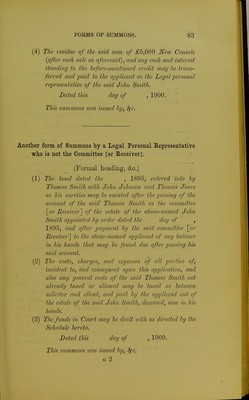 FORMS OF SUMMONS. 83
(4) The residue of the said sum of £5,000 New Consols
(after such sale as aforesaid), and any cash and interest
standing to the before-mentioned credit may be trans-
ferred and paid to the applicant as the Legal personal
representative of the said John Smith.
Dated this day of , 1900.
This summons was issued by, &c.
Another form of Summons by a Legal Personal Representative
who is not the Committee [or Receiver].
(Formal heading, &c.)
(1) The bond dated the , 1895, entered into by
Thomas Smith with John Johnson and Thomas Jones
as his sureties may be vacated after the passing of the
account of the said Thomas Smith as the committee
[or Receiver] of the estate of the above-named John
Smith appointed by order dated the day of ,
1895, and after payment by the said committee [or
Receiver] to the above-named applicant of any balance
in his hands that may be found due after passing his
said account.
(2) The costs, charges, and expenses of all parties of,
incident to, and consequent upon this application, and
also any general costs of the said Thomas Smith not
already taxed or allowed may be taxed as between
solicitor and client, and paid by the applicant out of
the estate of the said John Smith, deceased, now in his
hands.
(3) The funds in Court may be dealt with as directed by the
Schedule hereto.
Dated this day of , 1900.
This summons was issued by, &c.
G 2